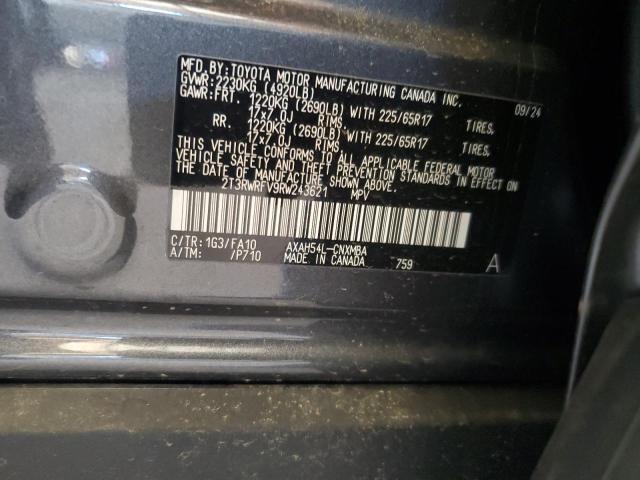 MFD.BY:TOYOTA MOTOR MANUFACTURING CANADA INC.
GVWR:2230KG (4920LB) 09/24
GAWR:FRT. 1220KG (2690LB) WITH 225/65R17 TIRES,
17x7.0J RIMS.
RR 1220KG (2690LB) WITH 225/65R17 TIRES,
17x7.0J RIMS.
THIS VEHICLE CONFORMS TO ALL APPLICABLE FEDERAL MOTOR
VEHICLE SAFETY AND THEFT PREVENTION STANDARDS IN EFFECT ON
THE DATE OF MANUFACTURE SHOWN ABOVE.
2T3RWRFV9RW243621 MPV
C/TR:1G3/FA10 AXAH54L-CNXMBA
A/TM: /P710 MADE IN CANADA 759 A